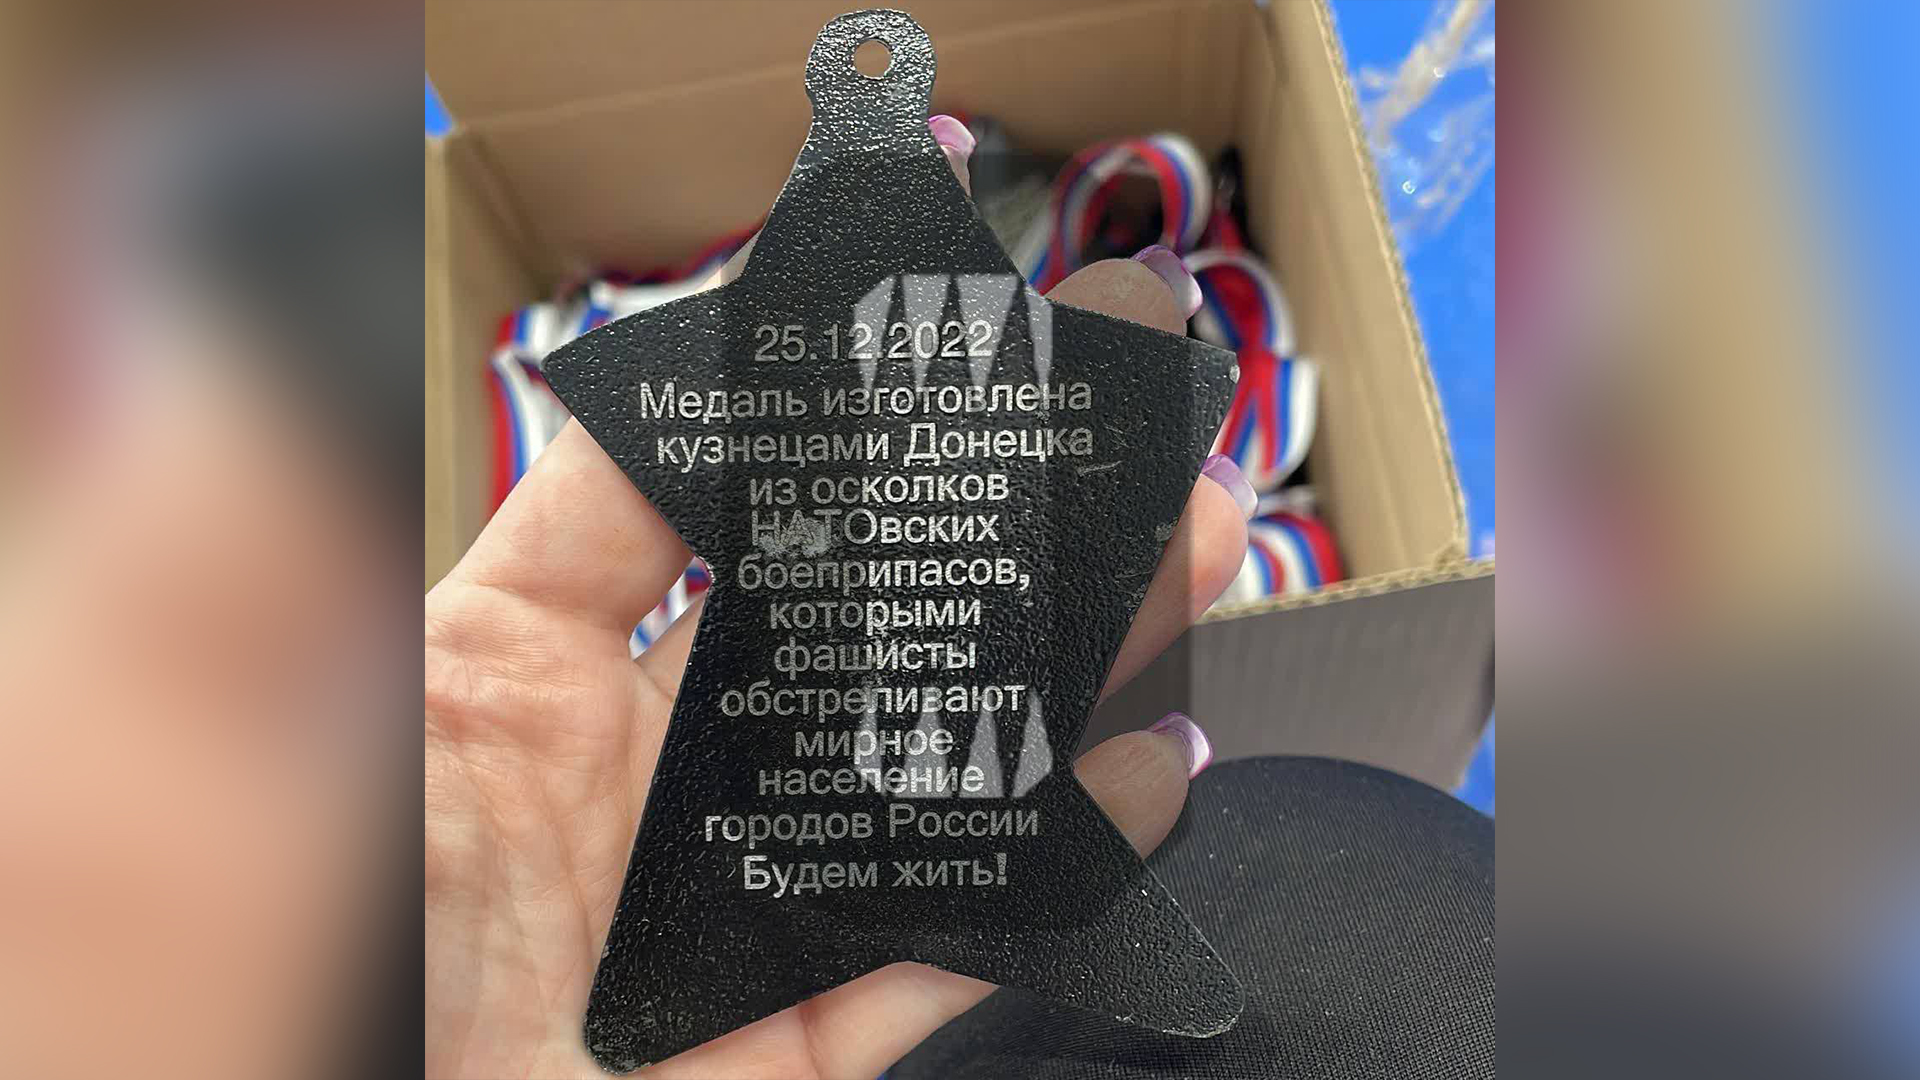 25.12.2022
Медаль изготовлена
кузнецами Донецка
из осколков
НАТОвских
боеприпасов,
которыми
фашисты
обстреливают
мирное
население
городов России
Будем жить!